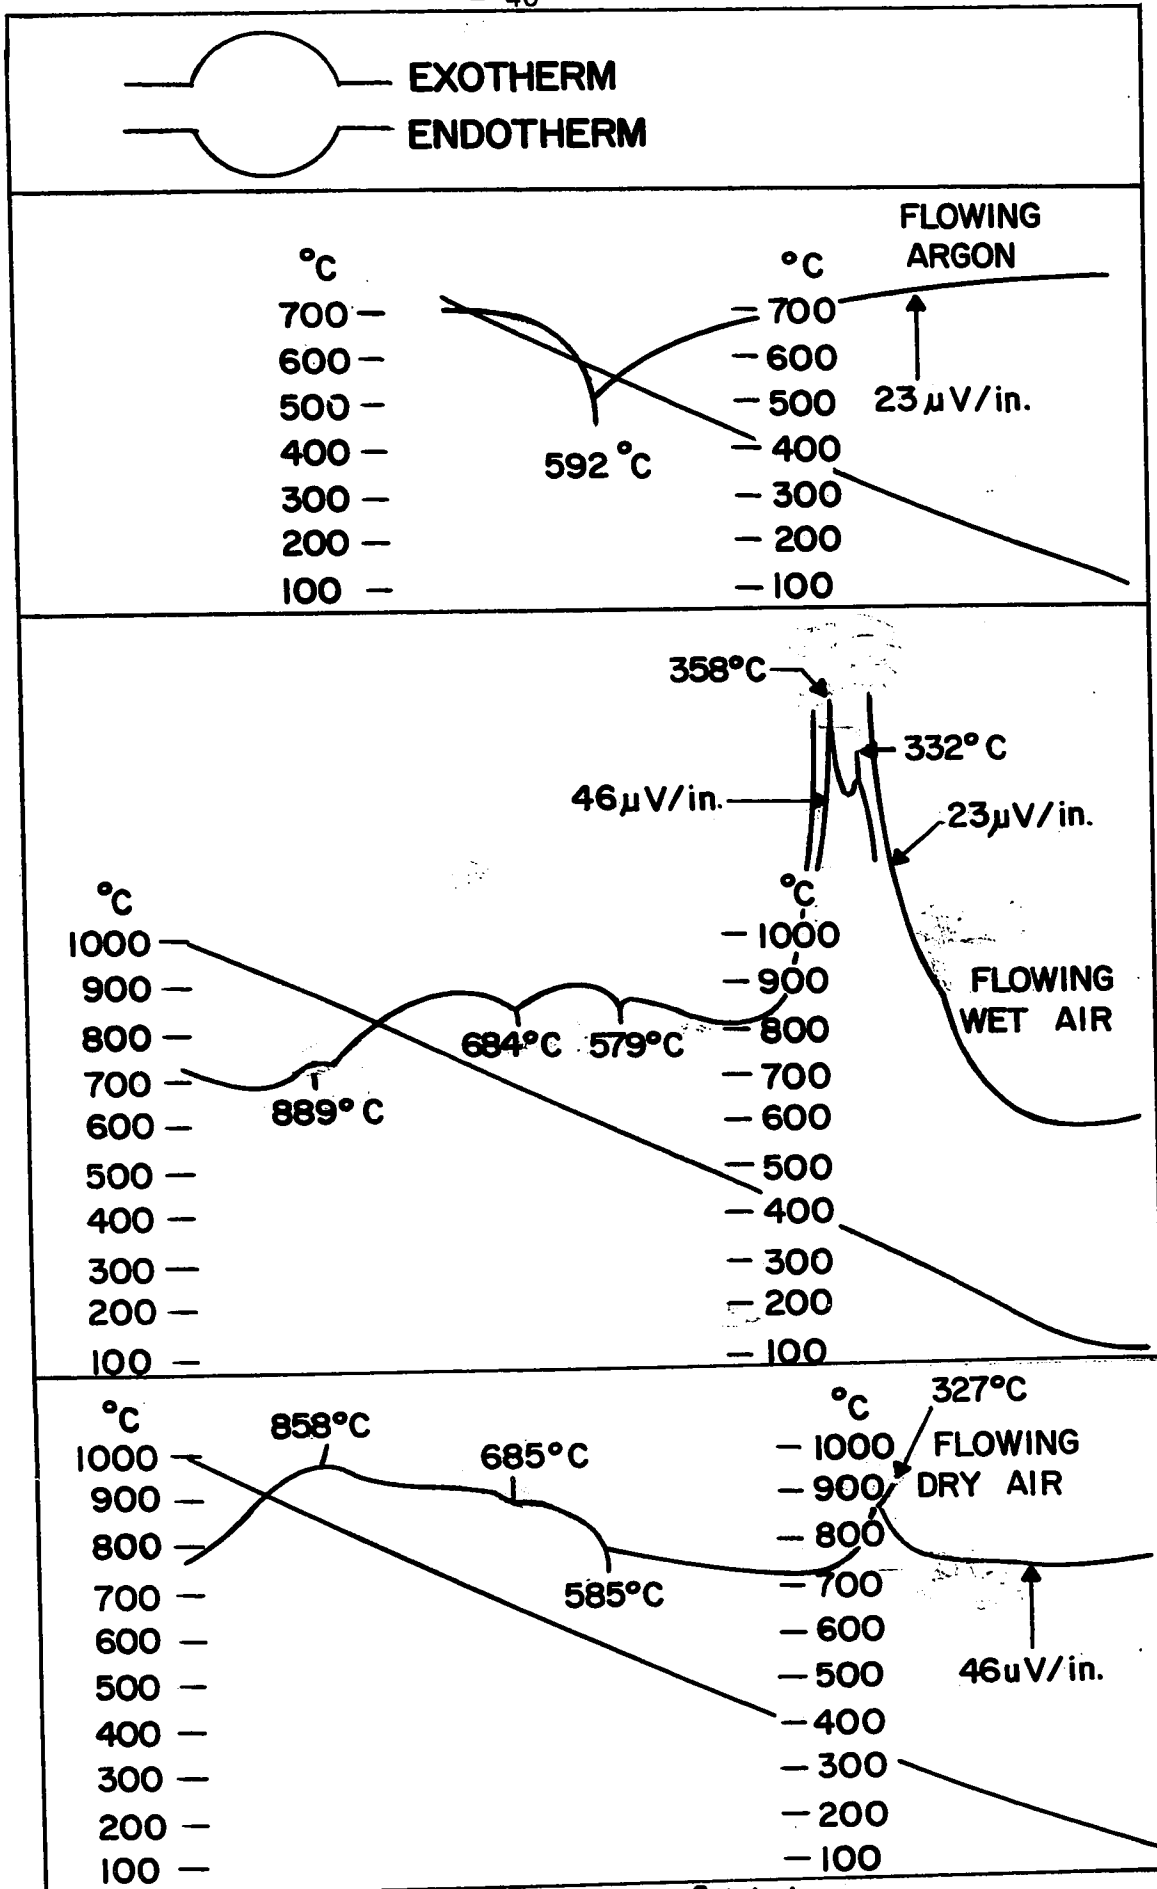 40
EXOTHERM
ENDOTHERM
FLOWING
ARGON
°C
°C
700
700
600
600
500
500
23 μV/in.
400
400
592 °C
300
300
200
200
100
100
358°C
332°C
46μV/in.
23μV/in.
°C
°C
1000
1000
900
900
FLOWING
WET AIR
800
800
684°C
579°C
700
700
889°C
600
600
500
500
400
400
300
300
200
200
100
100
327°C
°C
°C
858°C
1000
1000
FLOWING
DRY AIR
685°C
900
900
800
800
700
700
585°C
600
600
500
500
46uV/in.
400
400
300
300
200
200
100
100